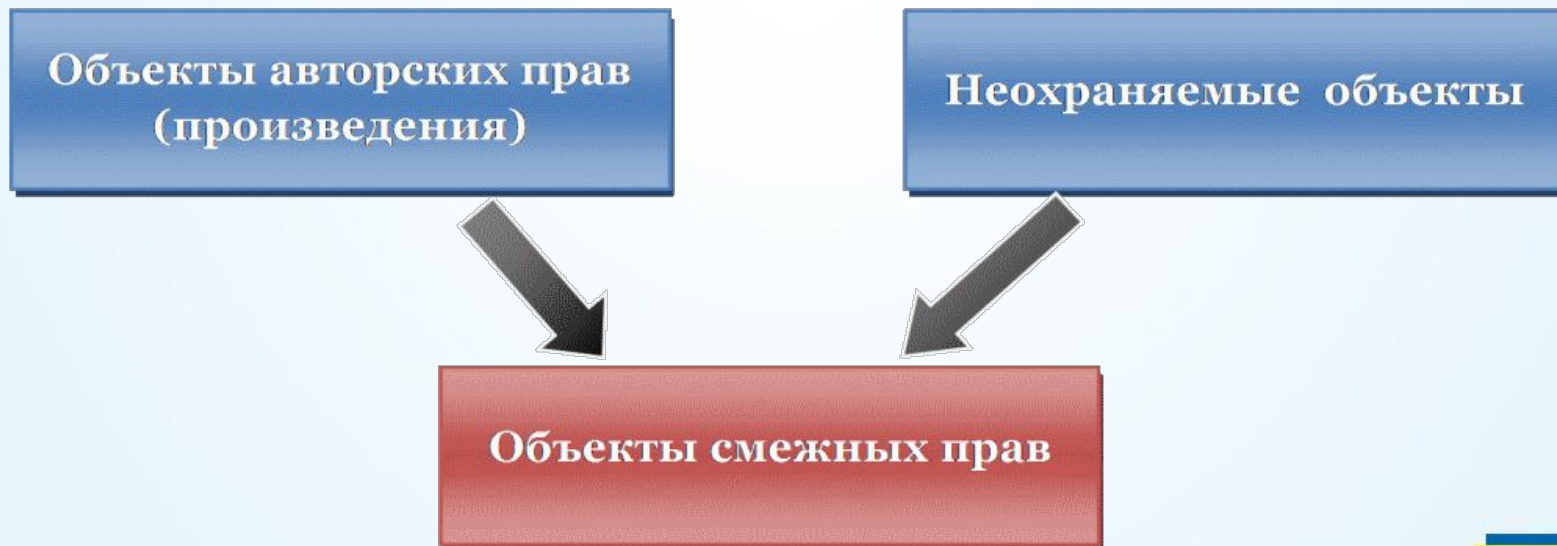 Объекты авторских прав
(произведения)
Неохраняемые объекты
Объекты смежных прав